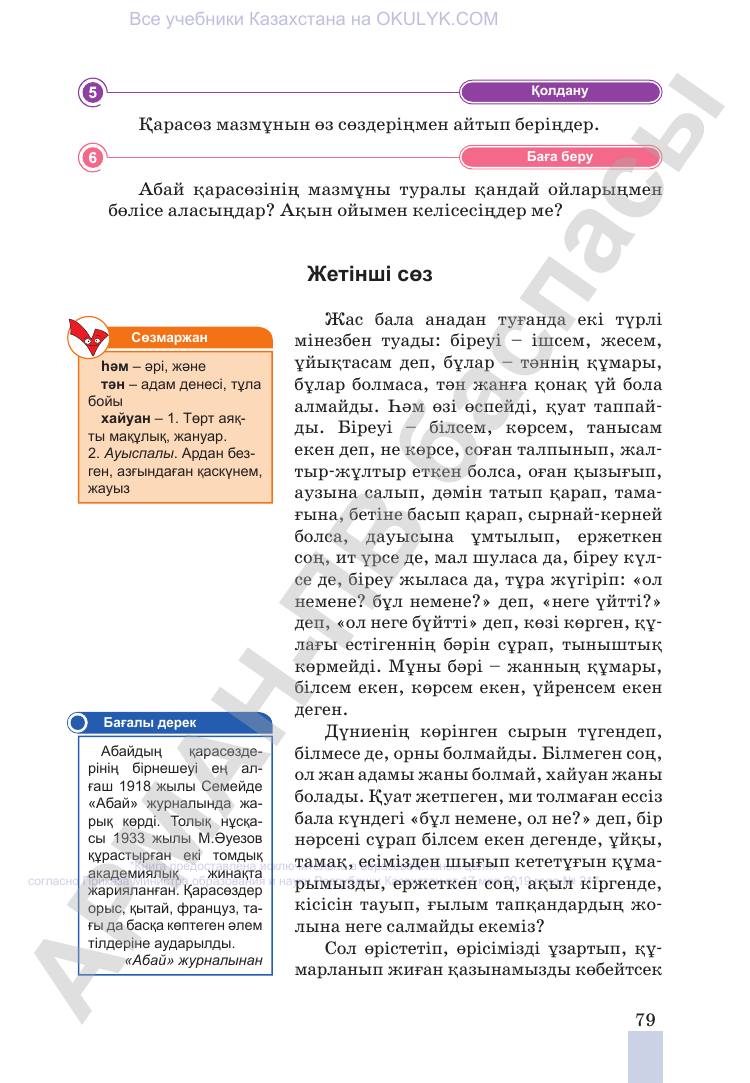 Все учебники Казахстана на OKULYK.COM
5
Қолдану
Қарасөз мазмұнын өз сөздеріңмен айтып беріңдер.
6
Баға беру
Абай қарасөзінің мазмұны туралы қандай ойларыңмен
бөлісе аласыңдар? Ақын ойымен келісесіңдер ме?
Жетінші сөз
Сөзмаржан
һәм – әрі, және
тән – адам денесі, тұла
бойы
хайуан – 1. Төрт аяқ-
ты мақұлық, жануар.
2. Ауыспалы. Ардан без-
ген, азғындаған қаскүнем,
жауыз
Жас бала анадан туғанда екі түрлі
мінезбен туады: біреуі – ішсем, жесем,
ұйықтасам деп, бұлар – тәннің құмары,
бұлар болмаса, тән жанға қонақ үй бола
алмайды. Һәм өзі өспейді, қуат таппай-
ды. Біреуі – білсем, көрсем, танысам
екен деп, не көрсе, соған талпынып, жал-
тыр-жұлтыр еткен болса, оған қызығып,
аузына салып, дәмін татып қарап, тама-
ғына, бетіне басып қарап, сырнай-керней
болса, дауысына ұмтылып, ержеткен
соң, ит үрсе де, мал шуласа да, біреу күл-
се де, біреу жыласа да, тұра жүгіріп: «ол
немене? бұл немене?» деп, «неге үйтті?»
деп, «ол неге бүйтті» деп, көзі көрген, құ-
лағы естігеннің бәрін сұрап, тыныштық
көрмейді. Мұны бәрі – жанның құмары,
білсем екен, көрсем екен, үйренсем екен
деген.
Дүниенің көрінген сырын түгендеп,
білмесе де, орны болмайды. Білмеген соң,
ол жан адамы жаны болмай, хайуан жаны
болады. Қуат жетпеген, ми толмаған ессіз
бала күндегі «бұл немене, ол не?» деп, бір
нәрсені сұрап білсем екен дегенде, ұйқы,
тамақ, есімізден шығып кететұғын құма-
рымызды, ержеткен соң, ақыл кіргенде,
кісісін тауып, ғылым тапқандардың жо-
лына неге салмайды екеміз?
Сол өрістетіп, өрісімізді ұзартып, құ-
марланып жиған қазынамызды көбейтсек
Бағалы дерек
Абайдың қарасөзде-
рінің бірнешеуі ең ал-
ғаш 1918 жылы Семейде
«Абай» журналында жа-
рық көрді. Толық нұсқа-
сы 1933 жылы М.Әуезов
құрастырған екі томдық
академиялық жинақта
жарияланған. Қарасөздер
орыс, қытай, француз, та-
ғы да басқа көптеген әлем
тілдеріне аударылды.
«Абай» журналынан
*Книга предоставлена
согласно Приказа Министра образования и
79
АРМАН-ПВ баспасы